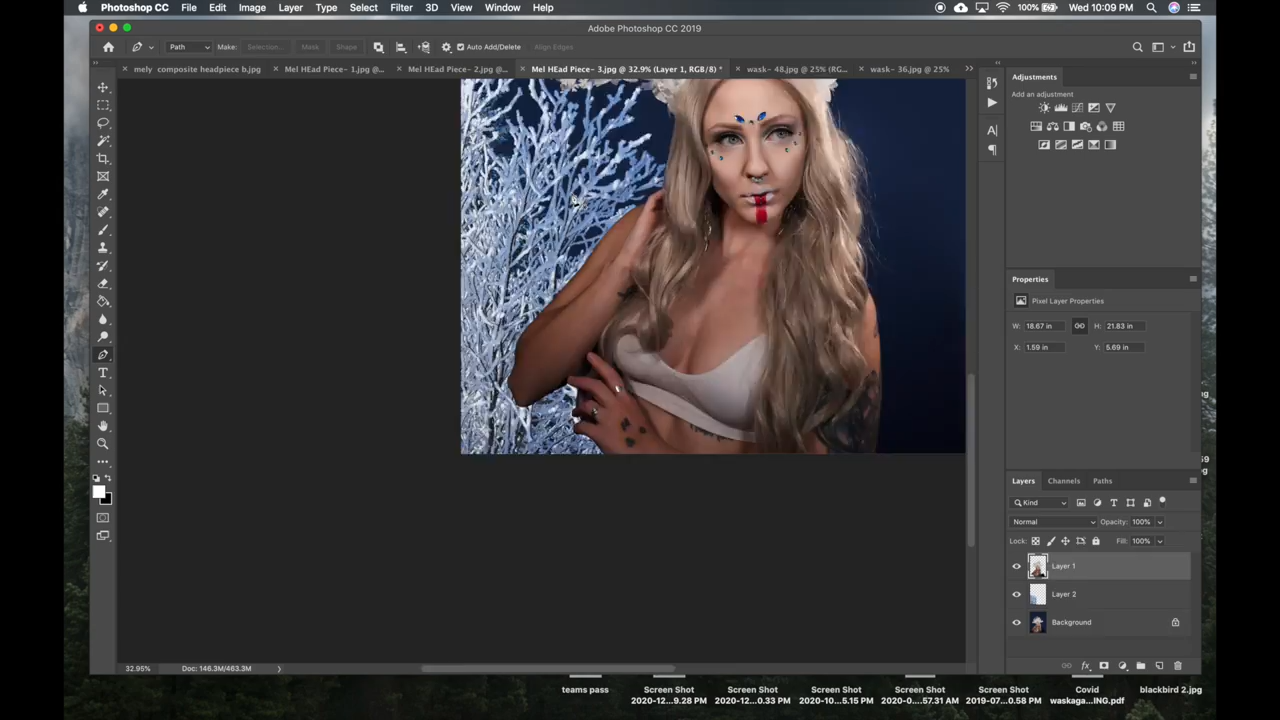 Photoshop CC File Edit Image Layer Type Select Filter 3D View Window Help 100% Wed 10:09 PM
Adobe Photoshop CC 2019
Path Make: Selection... Mask Shape Auto Add/Delete Align Edges
mely composite headpiece b.jpg Mel HEad Piece- 1.jpg @... Mel HEad Piece- 2.jpg @... Mel HEad Piece- 3.jpg @ 32.9% (Layer 1, RGB/8) * wask- 48.jpg @ 25% (RG... wask- 36.jpg @ 25%
Adjustments
Add an adjustment
Properties
Pixel Layer Properties
W: 18.67 in H: 21.83 in
X: 1.59 in Y: 5.69 in
Layers Channels Paths
Kind
Normal Opacity: 100%
Lock: Fill: 100%
Layer 1
Layer 2
Background
32.95% Doc: 146.3M/463.3M
teams pass Screen Shot Screen Shot Screen Shot Screen Shot Screen Shot Covid blackbird 2.jpg
2020-12...9.28 PM 2020-12...0.33 PM 2020-10...5.15 PM 2020-0....57.31 AM 2019-07...0.58 PM waskaga...ING.pdf